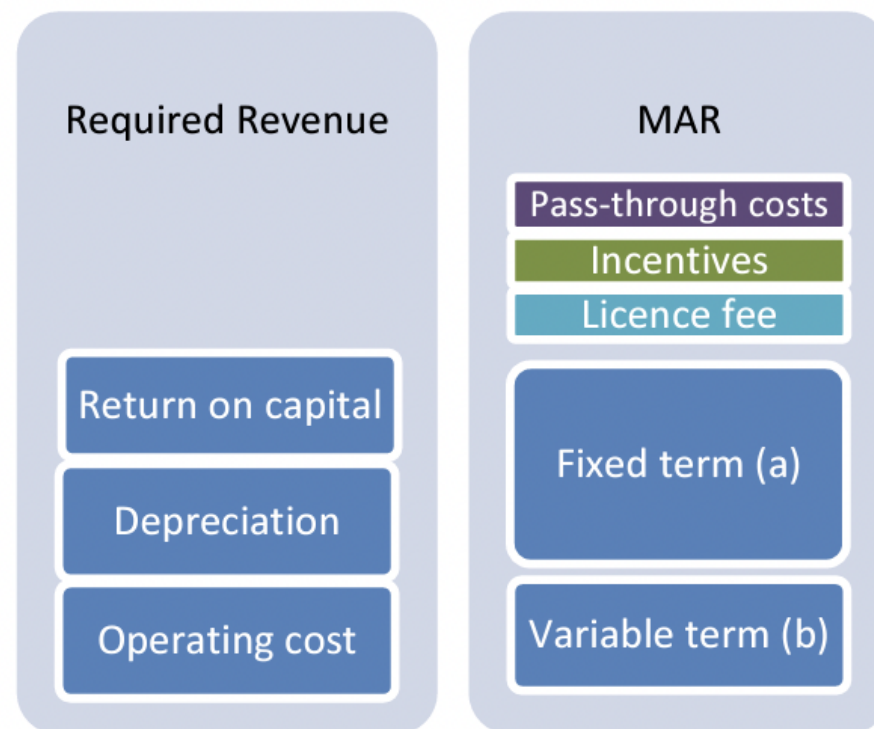 Required Revenue
Return on capital
Depreciation
Operating cost
MAR
Pass-through costs
Incentives
Licence fee
Fixed term (a)
Variable term (b)